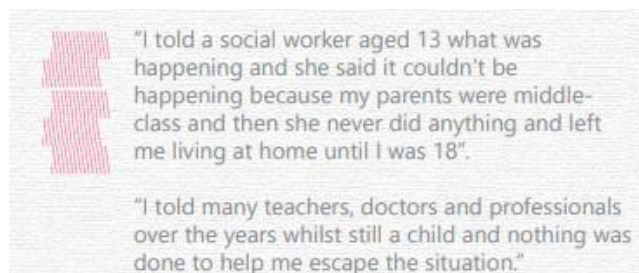 "I told a social worker aged 13 what was
happening and she said it couldn't be
happening because my parents were middle-
class and then she never did anything and left
me living at home until I was 18".
"I told many teachers, doctors and professionals
over the years whilst still a child and nothing was
done to help me escape the situation."